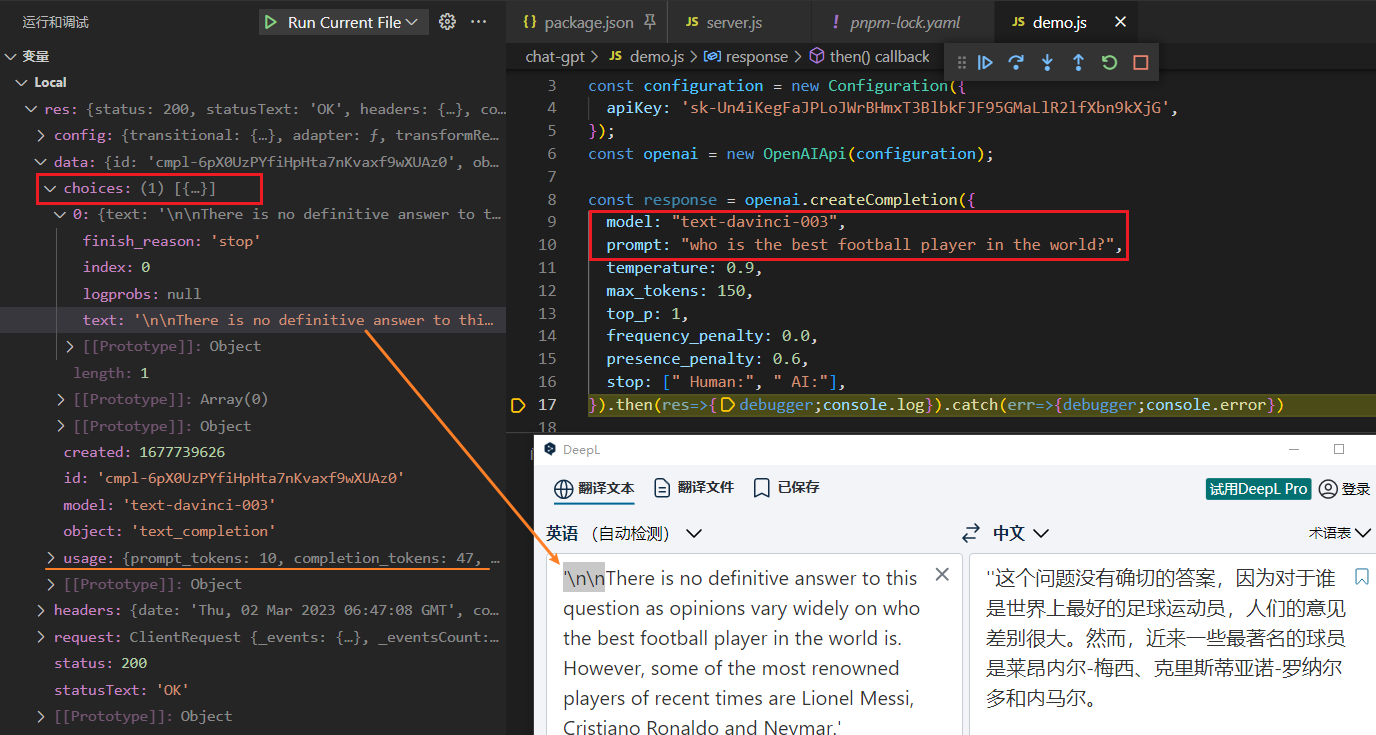 运行和调试
Run Current File
变量
Local
res: {status: 200, statusText: 'OK', headers: {…}, co…
config: {transitional: {…}, adapter: ƒ, transformRe…
data: {id: 'cmpl-6pX0UzPYfiHpHta7nKvaxf9wXUAz0', ob…
choices: (1) [{…}]
0: {text: '\n\nThere is no definitive answer to t…
finish_reason: 'stop'
index: 0
logprobs: null
text: '\n\nThere is no definitive answer to thi…
[[Prototype]]: Object
length: 1
[[Prototype]]: Array(0)
[[Prototype]]: Object
created: 1677739626
id: 'cmpl-6pX0UzPYfiHpHta7nKvaxf9wXUAz0'
model: 'text-davinci-003'
object: 'text_completion'
usage: {prompt_tokens: 10, completion_tokens: 47, …
[[Prototype]]: Object
headers: {date: 'Thu, 02 Mar 2023 06:47:08 GMT', co…
request: ClientRequest {_events: {…}, _eventsCount:…
status: 200
statusText: 'OK'
[[Prototype]]: Object
{} package.json
JS server.js
! pnpm-lock.yaml
JS demo.js
chat-gpt > JS demo.js > response > then() callback
3 const configuration = new Configuration({
4 apiKey: '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',
5 });
6 const openai = new OpenAIApi(configuration);
7
8 const response = openai.createCompletion({
9 model: "text-davinci-003",
10 prompt: "who is the best football player in the world?",
11 temperature: 0.9,
12 max_tokens: 150,
13 top_p: 1,
14 frequency_penalty: 0.0,
15 presence_penalty: 0.6,
16 stop: [" Human:", " AI:"],
17 }).then(res=>{debugger;console.log}).catch(err=>{debugger;console.error})
18
DeepL
翻译文本
翻译文件
已保存
试用DeepL Pro
登录
英语 （自动检测）
中文
术语表
'\n\nThere is no definitive answer to this
question as opinions vary widely on who
the best football player in the world is.
However, some of the most renowned
players of recent times are Lionel Messi,
Cristiano Ronaldo and Neymar.'
''这个问题没有确切的答案，因为对于谁
是世界上最好的足球运动员，人们的意见
差别很大。然而，近来一些最著名的球员
是莱昂内尔-梅西、克里斯蒂亚诺-罗纳尔
多和内马尔。